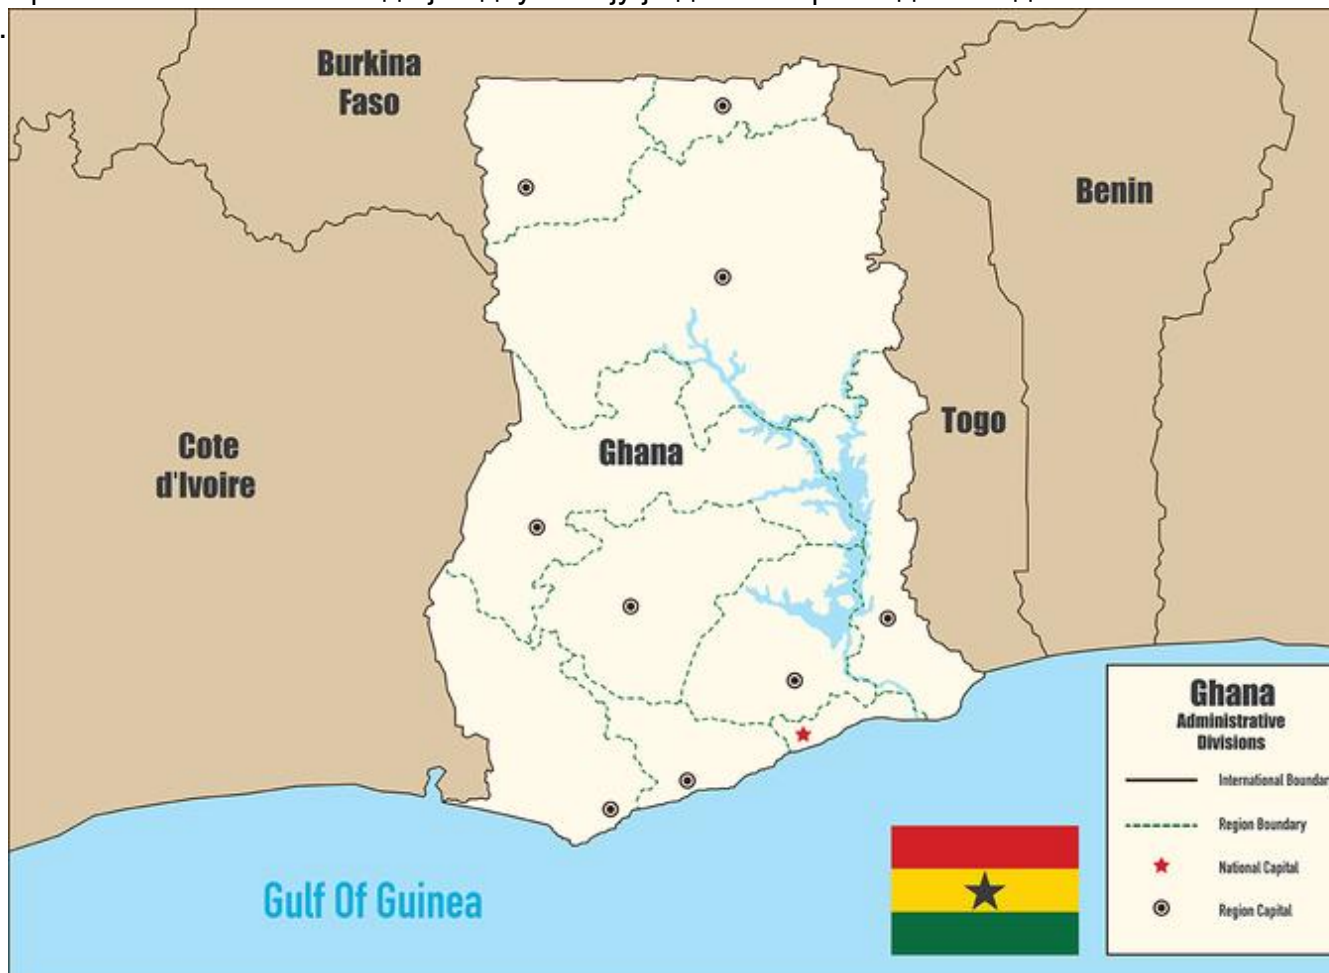 Burkina
Faso
Benin
Togo
Ghana
Cote
d'Ivoire
Gulf Of Guinea
Ghana
Administrative
Divisions
International Boundar
Region Boundary
National Capital
Region Capital